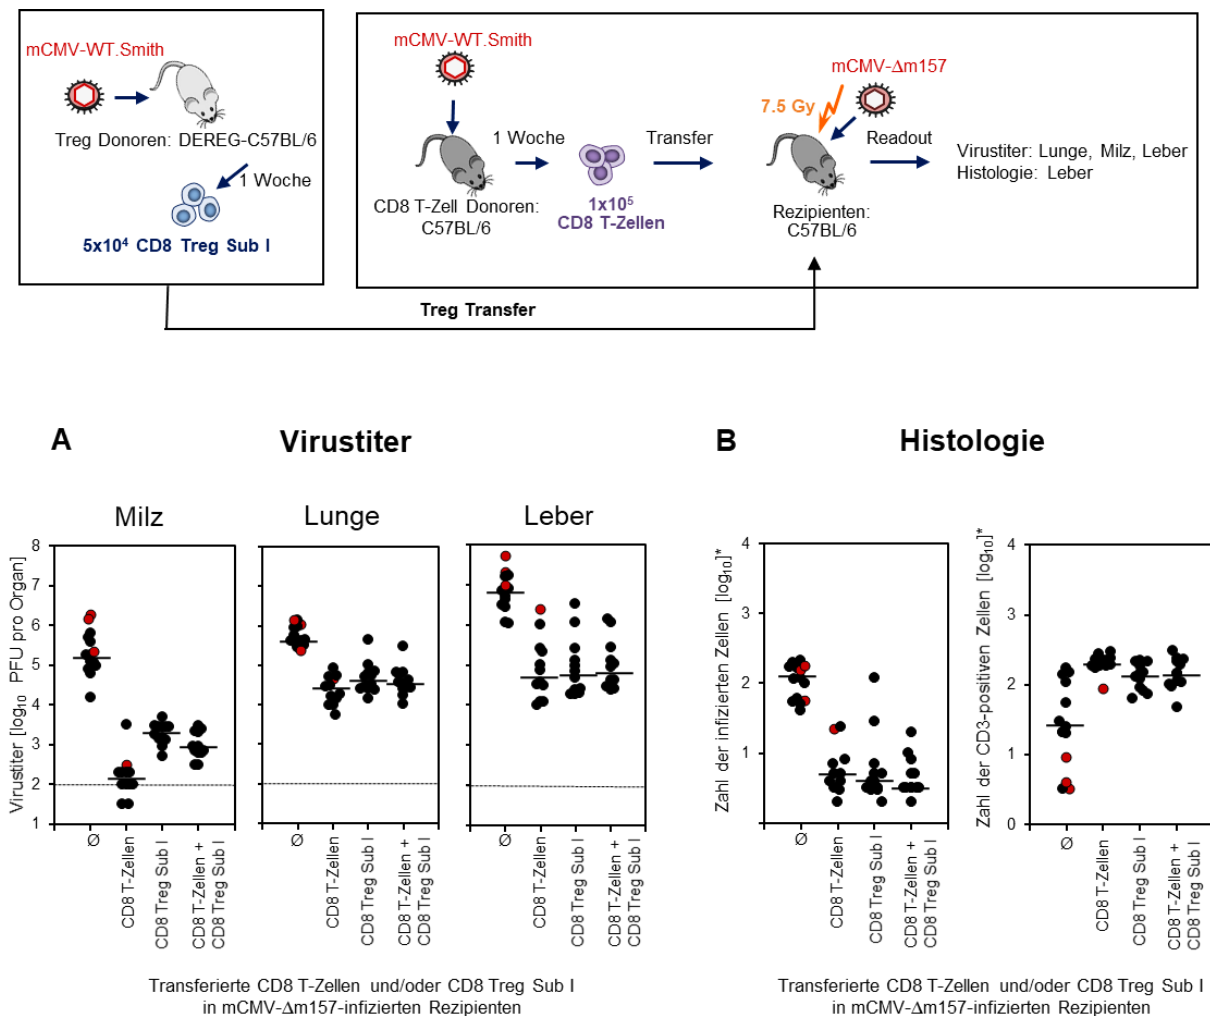 mCMV-WT.Smith
Treg Donoren: DEREG-C57BL/6
1 Woche
5x10⁴ CD8 Treg Sub I
mCMV-WT.Smith
CD8 T-Zell Donoren:
C57BL/6
1 Woche
1x10⁵
CD8 T-Zellen
Transfer
mCMV-Δm157
7.5 Gy
Rezipienten:
C57BL/6
Readout
Virustiter: Lunge, Milz, Leber
Histologie: Leber
Treg Transfer
A
Virustiter
B
Histologie
Milz
Lunge
Leber
Virustiter [log₁₀ PFU pro Organ]
8
7
6
5
4
3
2
1
Ø
CD8 T-Zellen
CD8 Treg Sub I
CD8 T-Zellen +
CD8 Treg Sub I
Ø
CD8 T-Zellen
CD8 Treg Sub I
CD8 T-Zellen +
CD8 Treg Sub I
Ø
CD8 T-Zellen
CD8 Treg Sub I
CD8 T-Zellen +
CD8 Treg Sub I
Transferierte CD8 T-Zellen und/oder CD8 Treg Sub I
in mCMV-Δm157-infizierten Rezipienten
Zahl der infizierten Zellen [log₁₀]*
4
3
2
1
Ø
CD8 T-Zellen
CD8 Treg Sub I
CD8 T-Zellen +
CD8 Treg Sub I
Zahl der CD3-positiven Zellen [log₁₀]*
4
3
2
1
0
Ø
CD8 T-Zellen
CD8 Treg Sub I
CD8 T-Zellen +
CD8 Treg Sub I
Transferierte CD8 T-Zellen und/oder CD8 Treg Sub I
in mCMV-Δm157-infizierten Rezipienten